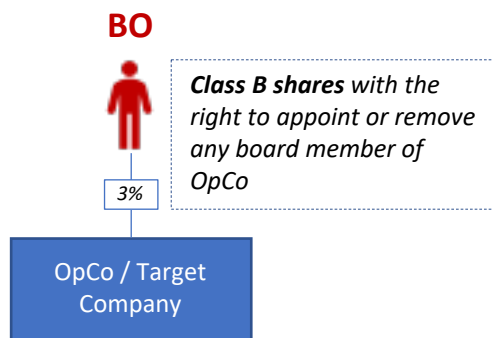 BO
Class B shares with the
right to appoint or remove
any board member of
OpCo
3%
OpCo / Target
Company